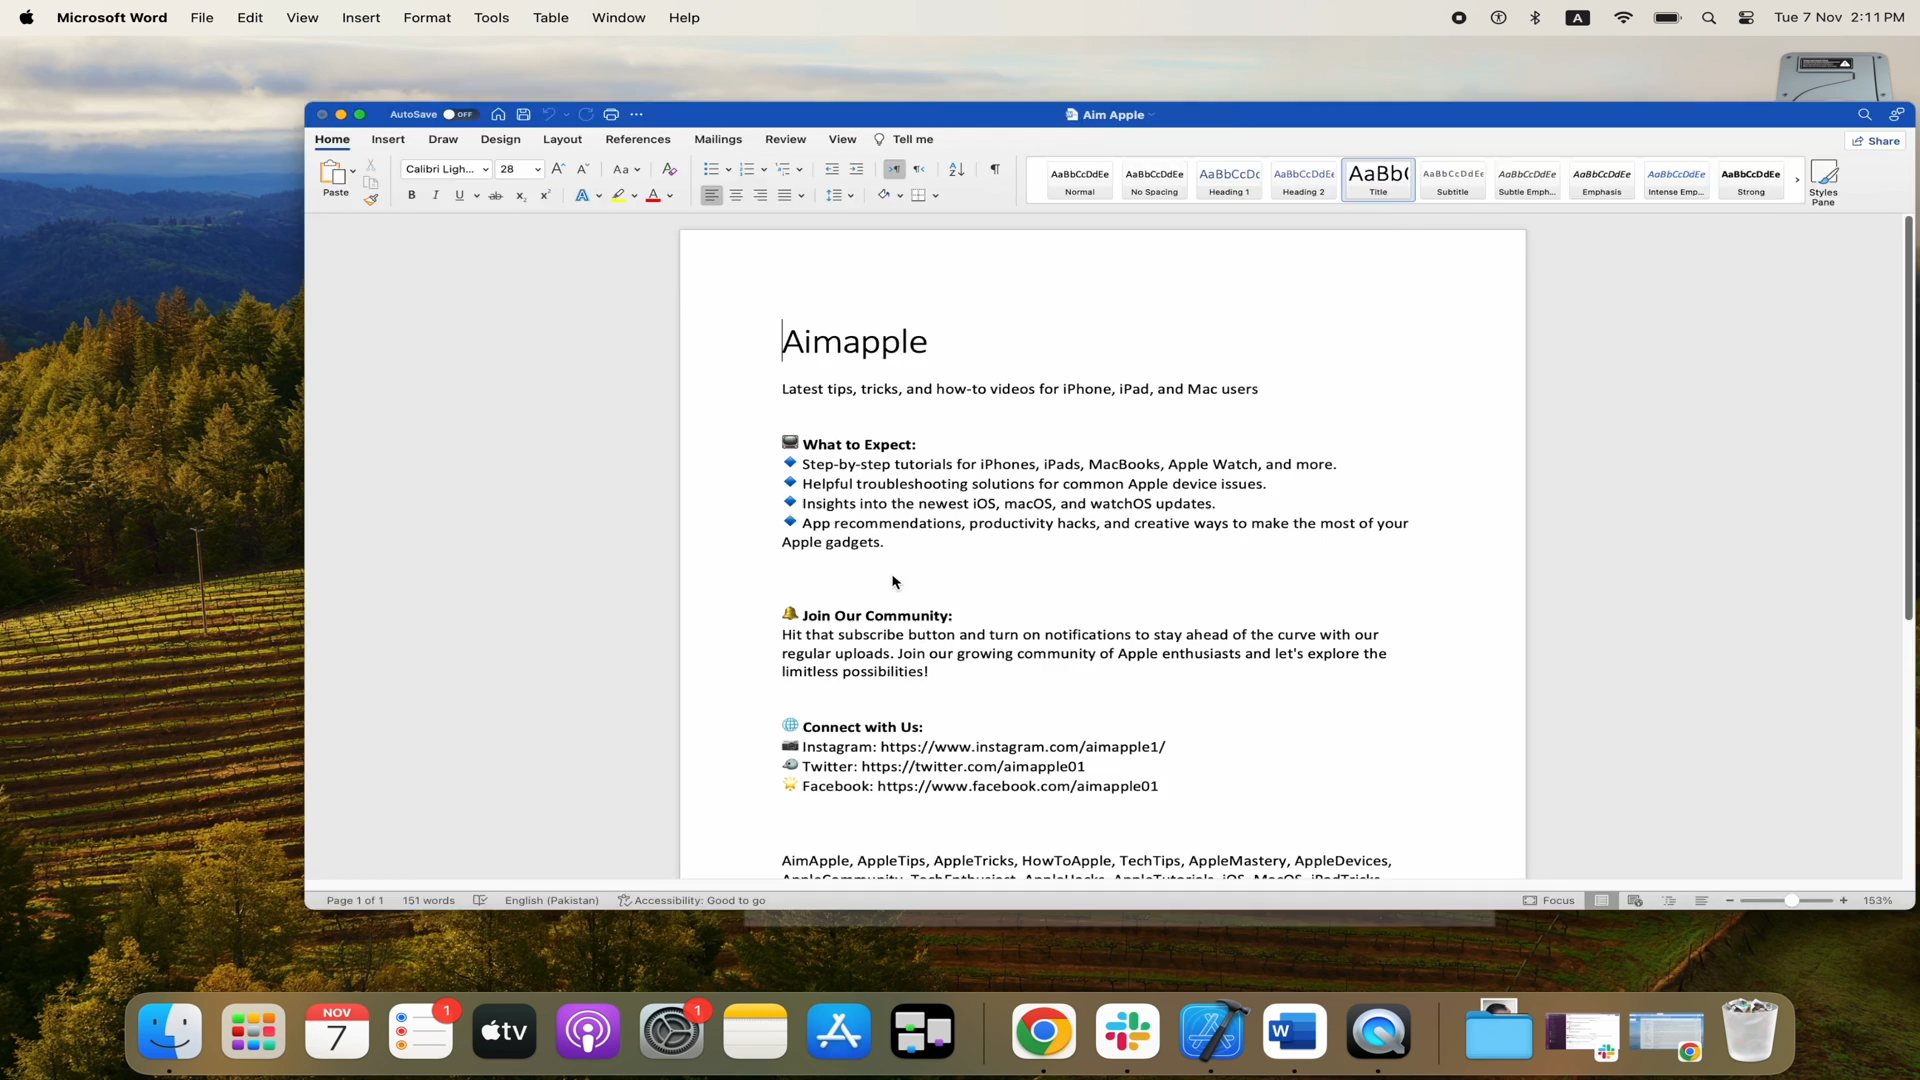 Microsoft Word File Edit View Insert Format Tools Table Window Help A Tue 7 Nov 2:11 PM
AutoSave OFF Aim Apple
Home Insert Draw Design Layout References Mailings Review View Tell me Share
Paste Calibri Ligh... 28 Aa
B I U ab
AaBbCcDdEe AaBbCcDdEe AaBbCcDc AaBbCcDdEe AaBb( AaBbCcDdEe AaBbCcDdEe AaBbCcDdEe AaBbCcDdEe AaBbCcDdEe
Normal No Spacing Heading 1 Heading 2 Title Subtitle Subtle Emph... Emphasis Intense Emp... Strong Styles
Pane
Aimapple
Latest tips, tricks, and how-to videos for iPhone, iPad, and Mac users
What to Expect:
Step-by-step tutorials for iPhones, iPads, MacBooks, Apple Watch, and more.
Helpful troubleshooting solutions for common Apple device issues.
Insights into the newest iOS, macOS, and watchOS updates.
App recommendations, productivity hacks, and creative ways to make the most of your
Apple gadgets.
Join Our Community:
Hit that subscribe button and turn on notifications to stay ahead of the curve with our
regular uploads. Join our growing community of Apple enthusiasts and let's explore the
limitless possibilities!
Connect with Us:
Instagram: https://www.instagram.com/aimapple1/
Twitter: https://twitter.com/aimapple01
Facebook: https://www.facebook.com/aimapple01
AimApple, AppleTips, AppleTricks, HowToApple, TechTips, AppleMastery, AppleDevices,
AppleCommunity, TechEnthusiast, AppleHacks, AppleTutorials, iOS, MacOS, iPadTricks,
Page 1 of 1 151 words English (Pakistan) Accessibility: Good to go Focus 153%
NOV
7
1
tv
1
W